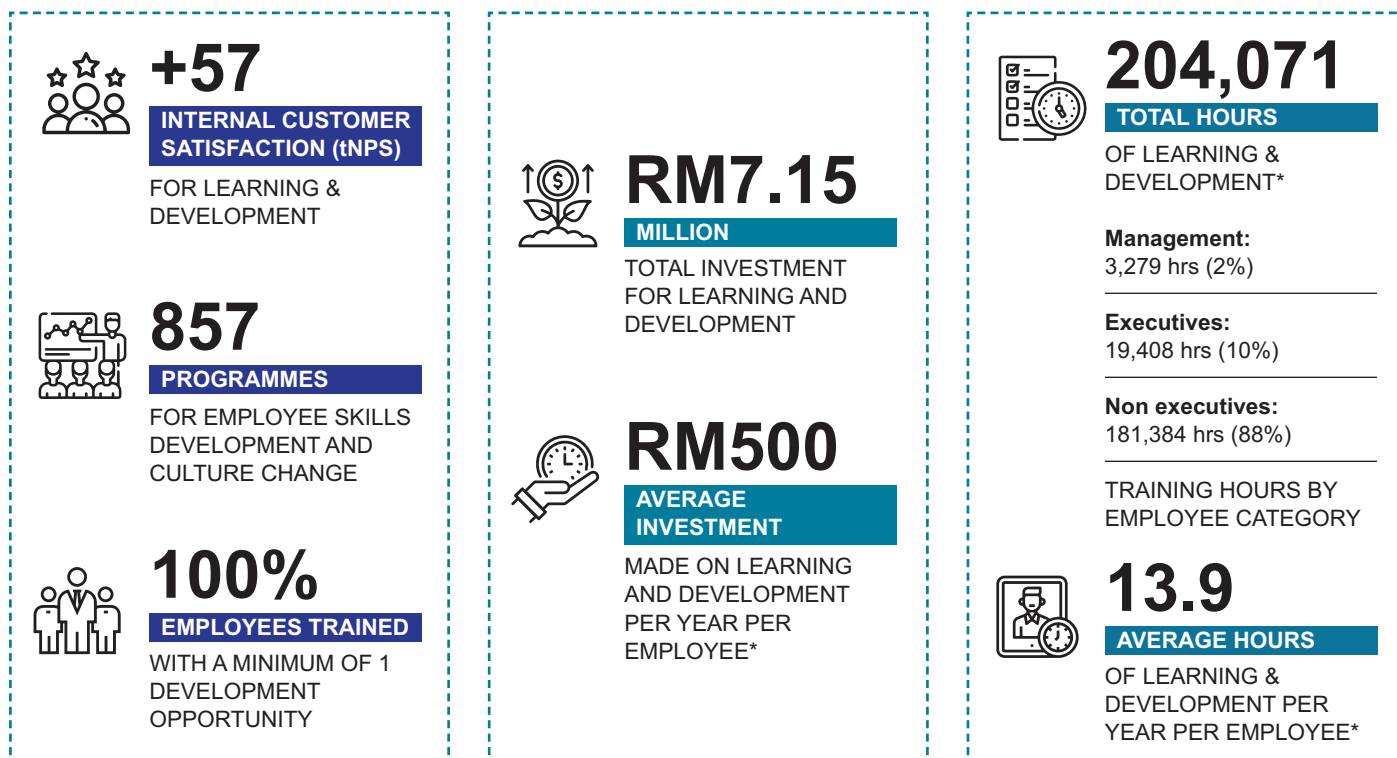 +57
INTERNAL CUSTOMER
SATISFACTION (tNPS)
FOR LEARNING &
DEVELOPMENT
857
PROGRAMMES
FOR EMPLOYEE SKILLS
DEVELOPMENT AND
CULTURE CHANGE
100%
EMPLOYEES TRAINED
WITH A MINIMUM OF 1
DEVELOPMENT
OPPORTUNITY
RM7.15
MILLION
TOTAL INVESTMENT
FOR LEARNING AND
DEVELOPMENT
RM500
AVERAGE
INVESTMENT
MADE ON LEARNING
AND DEVELOPMENT
PER YEAR PER
EMPLOYEE*
204,071
TOTAL HOURS
OF LEARNING &
DEVELOPMENT*
Management:
3,279 hrs (2%)
Executives:
19,408 hrs (10%)
Non executives:
181,384 hrs (88%)
TRAINING HOURS BY
EMPLOYEE CATEGORY
13.9
AVERAGE HOURS
OF LEARNING &
DEVELOPMENT PER
YEAR PER EMPLOYEE*